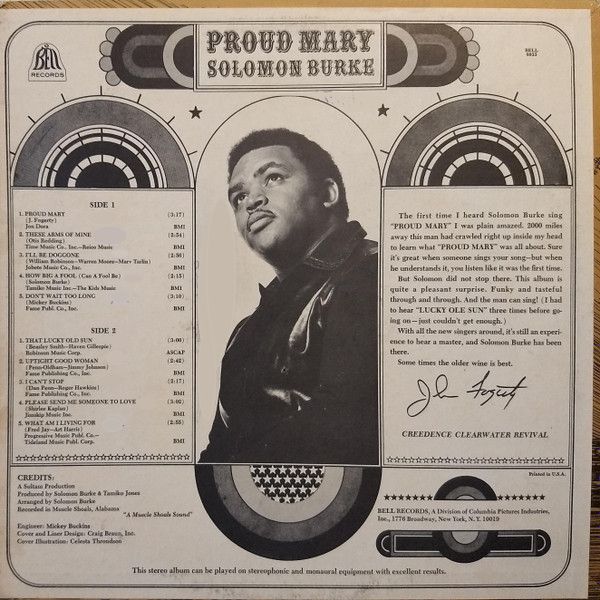 BELL
RECORDS
PROUD MARY
SOLOMON BURKE
BELL
6033
SIDE 1
1. PROUD MARY (3:17)
(J. Fogerty)
Jon Dora BMI
2. THESE ARMS OF MINE (2:54)
(Otis Redding)
Time Music Co., Inc.—Reico Music BMI
3. I'LL BE DOGGONE (2:56)
(William Robinson—Warren Moore—Marv Tarlin)
Jobete Music Co., Inc. BMI
4. HOW BIG A FOOL (Can A Fool Be) (2:15)
(Solomon Burke)
Tamiko Music Inc.—The Kids Music BMI
5. DON'T WAIT TOO LONG (3:10)
(Mickey Buckins)
Fame Publ. Co., Inc. BMI
SIDE 2
1. THAT LUCKY OLD SUN (3:08)
(Beasley Smith—Haven Gillespie)
Robinson Music Corp. ASCAP
2. UPTIGHT GOOD WOMAN (2:42)
(Penn-Oldham—Jimmy Johnson)
Fame Publishing Co., Inc. BMI
3. I CAN'T STOP (2:17)
(Dan Penn—Roger Hawkins)
Fame Publishing Co., Inc. BMI
4. PLEASE SEND ME SOMEONE TO LOVE
(Shirlee Kaplan)
Jimskip Music Inc. BMI
5. WHAT AM I LIVING FOR (2:55)
(Fred Jay—Art Harris)
Progressive Music Publ. Co.—
Tideland Music Publ. Corp. BMI
The first time I heard Solomon Burke sing
"PROUD MARY" I was plain amazed. 2000 miles
away this man had crawled right up inside my head
to learn what "PROUD MARY" was all about. Sure
it's great when someone sings your song—but when
he understands it, you listen like it was the first time.
But Solomon did not stop there. This album is
quite a pleasant surprise. Funky and tasteful
through and through. And the man can sing! (I had
to hear "LUCKY OLE SUN" three times before go-
ing on—just couldn't get enough.)
With all the new singers around, it's still an experi-
ence to hear a master, and Solomon Burke has been
there.
Some times the older wine is best.
John Fogerty
CREEDENCE CLEARWATER REVIVAL
CREDITS:
A Sultane Production
Produced by Solomon Burke & Tamiko Jones
Arranged by Solomon Burke
Recorded in Muscle Shoals, Alabama
"A Muscle Shoals Sound"
Engineer: Mickey Buckins
Cover and Liner Design: Craig Braun, Inc.
Cover Illustration: Celesta Throndson
Printed in U.S.A.
BELL RECORDS, A Division of Columbia Pictures Industries,
Inc., 1776 Broadway, New York, N.Y. 10019
This stereo album can be played on stereophonic and monaural equipment with excellent results.